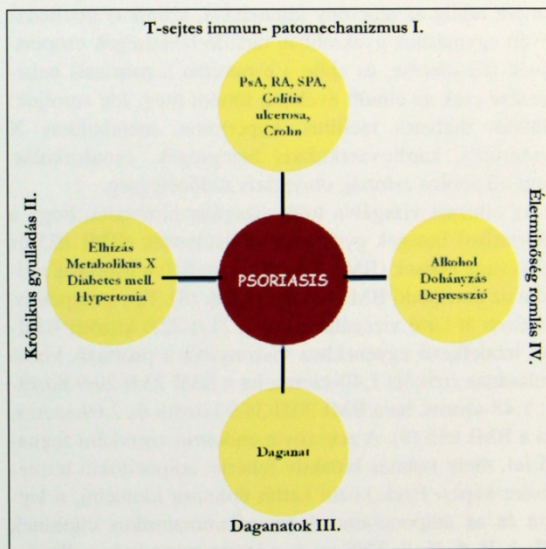 T-sejtes immun- patomechanizmus I.
PsA, RA, SPA,
Colitis
ulcerosa,
Crohn
Krónikus gyulladás II.
Elhízás
Metabolikus X
Diabetes mell.
Hypertonia
PSORIASIS
Alkohol
Dohányzás
Depresszió
Életminőség romlás IV.
Daganat
Daganatok III.